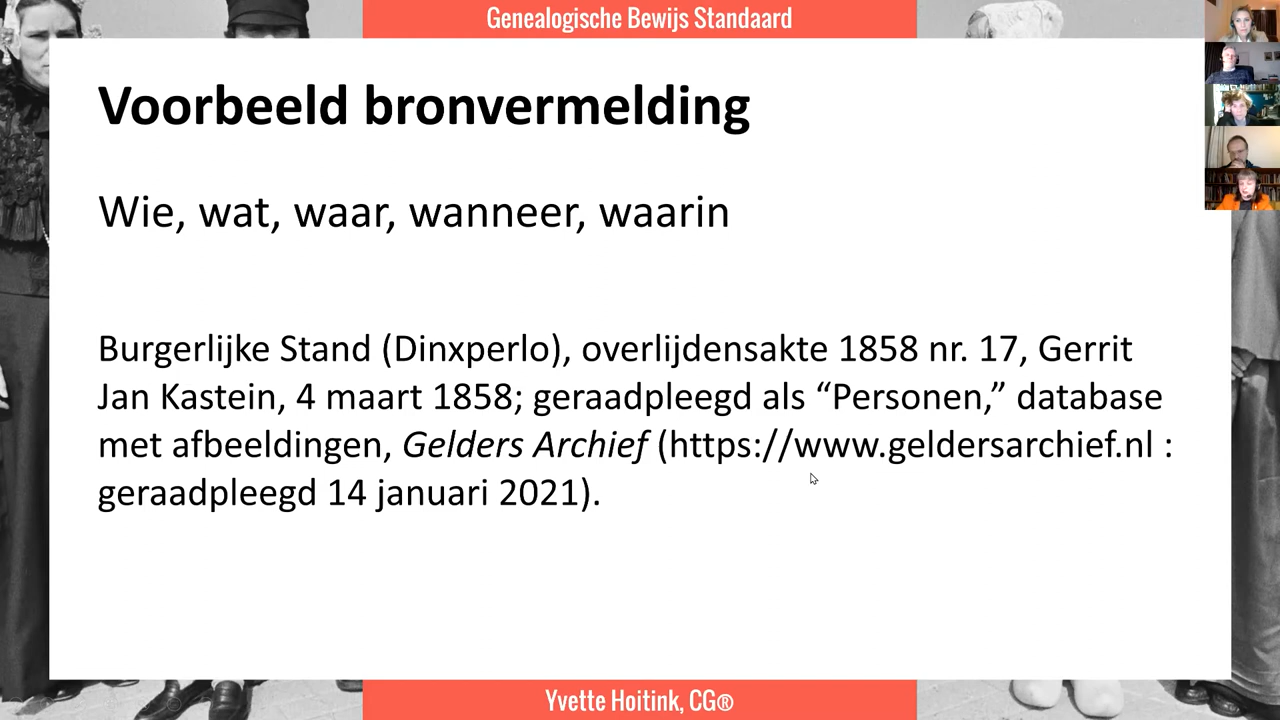 Genealogische Bewijs Standaard
Voorbeeld bronvermelding
Wie, wat, waar, wanneer, waarin
Burgerlijke Stand (Dinxperlo), overlijdensakte 1858 nr. 17, Gerrit
Jan Kastein, 4 maart 1858; geraadpleegd als “Personen,” database
met afbeeldingen, Gelders Archief (https://www.geldersarchief.nl :
geraadpleegd 14 januari 2021).
Yvette Hoitink, CG®